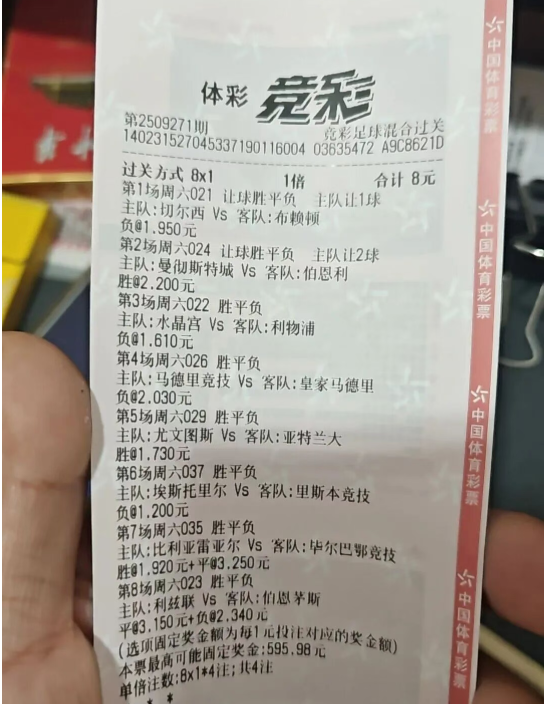 体彩 竞彩
第2509271期 竞彩足球混合过关
140231527045337190116004 03635472 A9C8621D
过关方式 8x1 1倍 合计 8元
第1场周六021 让球胜平负 主队让1球
主队:切尔西 Vs 客队:布赖顿
负@1.950元
第2场周六024 让球胜平负 主队让2球
主队:曼彻斯特城 Vs 客队:伯恩利
胜@2.200元
第3场周六022 胜平负
主队:水晶宫 Vs 客队:利物浦
负@1.610元
第4场周六026 胜平负
主队:马德里竞技 Vs 客队:皇家马德里
负@2.030元
第5场周六029 胜平负
主队:尤文图斯 Vs 客队:亚特兰大
胜@1.730元
第6场周六037 胜平负
主队:埃斯托里尔 Vs 客队:里斯本竞技
负@1.200元
第7场周六035 胜平负
主队:比利亚雷亚尔 Vs 客队:毕尔巴鄂竞技
胜@1.920元+平@3.250元
第8场周六023 胜平负
主队:利兹联 Vs 客队:伯恩茅斯
平@3.150元+负@2.340元
(选项固定奖金额为每1元投注对应的奖金额)
本票最高可能固定奖金:595.98元
单倍注数:8x1*4注;共4注
中国体育彩票
中国体育彩票
中国体育彩票
中国体育彩票